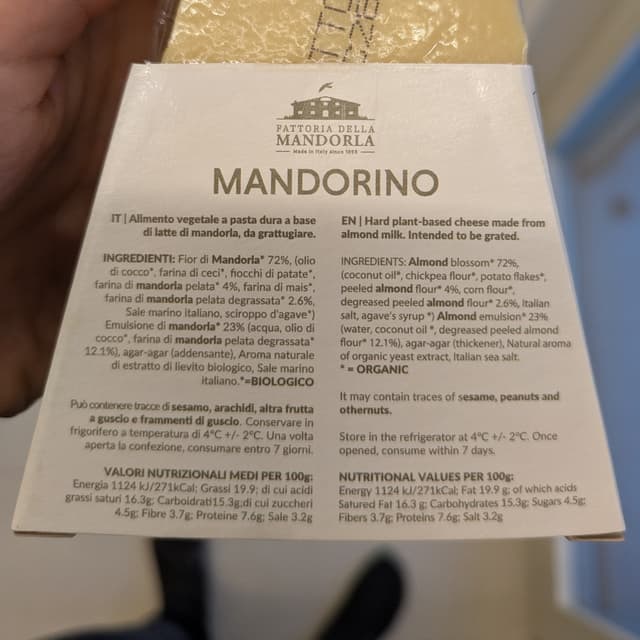 FATTORIA DELLA
MANDORLA
Made in Italy since 1899
MANDORINO
IT | Alimento vegetale a pasta dura a base
di latte di mandorla, da grattugiare.
INGREDIENTI: Fior di Mandorla* 72%, (olio
di cocco*, farina di ceci*, fiocchi di patate*,
farina di mandorla pelata* 4%, farina di mais*,
farina di mandorla pelata degrassata* 2.6%,
Sale marino italiano, sciroppo d'agave*)
Emulsione di mandorla* 23% (acqua, olio di
cocco*, farina di mandorla pelata degrassata*
12.1%), agar-agar (addensante), Aroma naturale
di estratto di lievito biologico, Sale marino
italiano.*=BIOLOGICO
Può contenere tracce di sesamo, arachidi, altra frutta
a guscio e frammenti di guscio. Conservare in
frigorifero a temperatura di 4°C +/- 2°C. Una volta
aperta la confezione, consumare entro 7 giorni.
VALORI NUTRIZIONALI MEDI PER 100g:
Energia 1124 kJ/271Kcal; Grassi 19.9; di cui acidi
grassi saturi 16.3g; Carboidrati15.3g;di cui zuccheri
4.5g; Fibre 3.7g; Proteine 7.6g; Sale 3.2g
EN | Hard plant-based cheese made from
almond milk. Intended to be grated.
INGREDIENTS: Almond blossom* 72%,
(coconut oil*, chickpea flour*, potato flakes*,
peeled almond flour* 4%, corn flour*,
degreased peeled almond flour* 2.6%, Italian
salt, agave's syrup *) Almond emulsion* 23%
(water, coconut oil *, degreased peeled almond
flour* 12.1%), agar-agar (thickener), Natural aroma
of organic yeast extract, Italian sea salt.
* = ORGANIC
It may contain traces of sesame, peanuts and
othernuts.
Store in the refrigerator at 4°C +/- 2°C. Once
opened, consume within 7 days.
NUTRITIONAL VALUES PER 100g:
Energy 1124 kJ/271Kcal; Fat 19.9 g; of which acids
Satured Fat 16.3 g; Carbohydrates 15.3g; Sugars 4.5g;
Fibers 3.7g; Proteins 7.6g; Salt 3.2g